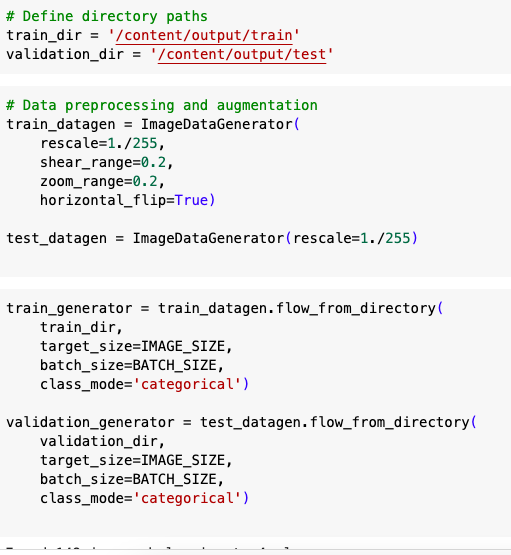 # Define directory paths
train_dir = '/content/output/train'
validation_dir = '/content/output/test'
# Data preprocessing and augmentation
train_datagen = ImageDataGenerator(
    rescale=1./255,
    shear_range=0.2,
    zoom_range=0.2,
    horizontal_flip=True)
test_datagen = ImageDataGenerator(rescale=1./255)
train_generator = train_datagen.flow_from_directory(
    train_dir,
    target_size=IMAGE_SIZE,
    batch_size=BATCH_SIZE,
    class_mode='categorical')
validation_generator = test_datagen.flow_from_directory(
    validation_dir,
    target_size=IMAGE_SIZE,
    batch_size=BATCH_SIZE,
    class_mode='categorical')